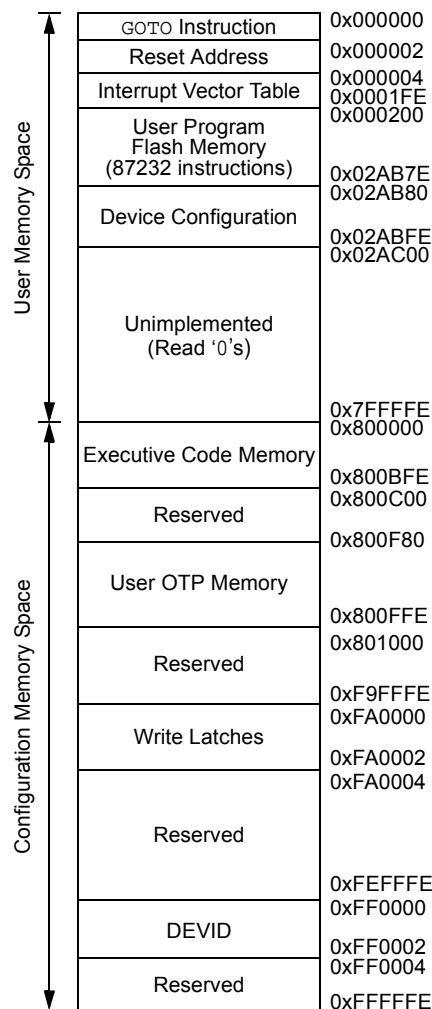 GOTO Instruction
0x000000
Reset Address
0x000002
Interrupt Vector Table
0x000004
0x0001FE
User Program
Flash Memory
(87232 instructions)
0x000200
0x02AB7E
Device Configuration
0x02AB80
0x02ABFE
Unimplemented
(Read ‘0’s)
0x02AC00
0x7FFFFE
User Memory Space
Executive Code Memory
0x800000
0x800BFE
Reserved
0x800C00
User OTP Memory
0x800F80
0x800FFE
Reserved
0x801000
0xF9FFFE
Write Latches
0xFA0000
0xFA0002
Reserved
0xFA0004
0xFEFFFE
DEVID
0xFF0000
0xFF0002
Reserved
0xFF0004
0xFFFFFE
Configuration Memory Space